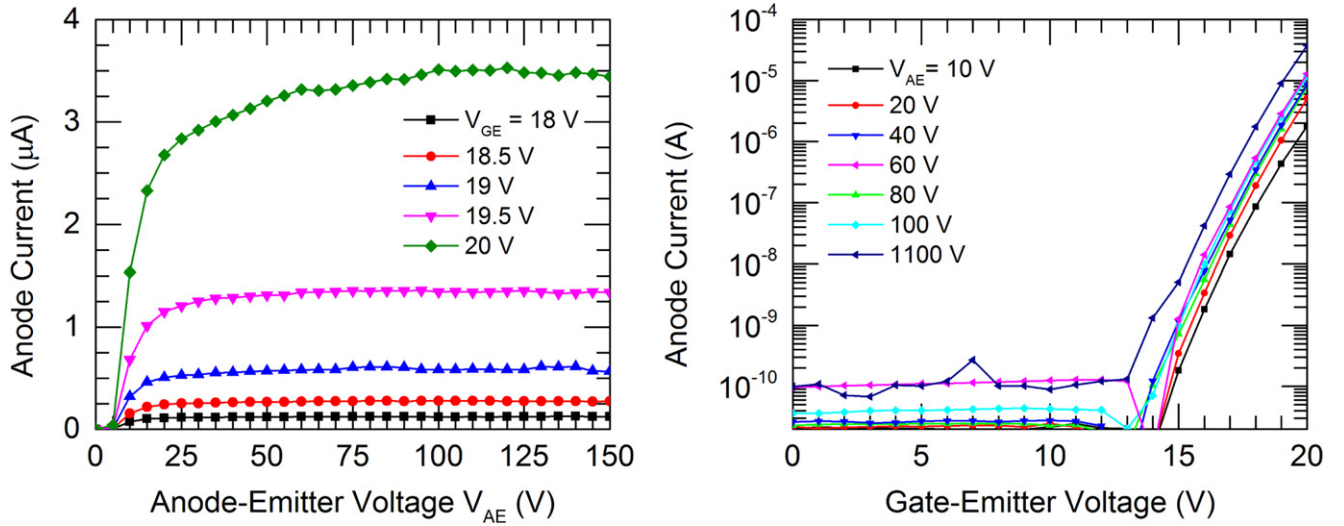 Anode Current (µA)
4
3
2
1
0
V_GE = 18 V
18.5 V
19 V
19.5 V
20 V
0 25 50 75 100 125 150
Anode-Emitter Voltage V_AE (V)
Anode Current (A)
10^-4
10^-5
10^-6
10^-7
10^-8
10^-9
10^-10
V_AE= 10 V
20 V
40 V
60 V
80 V
100 V
1100 V
0 5 10 15 20
Gate-Emitter Voltage (V)